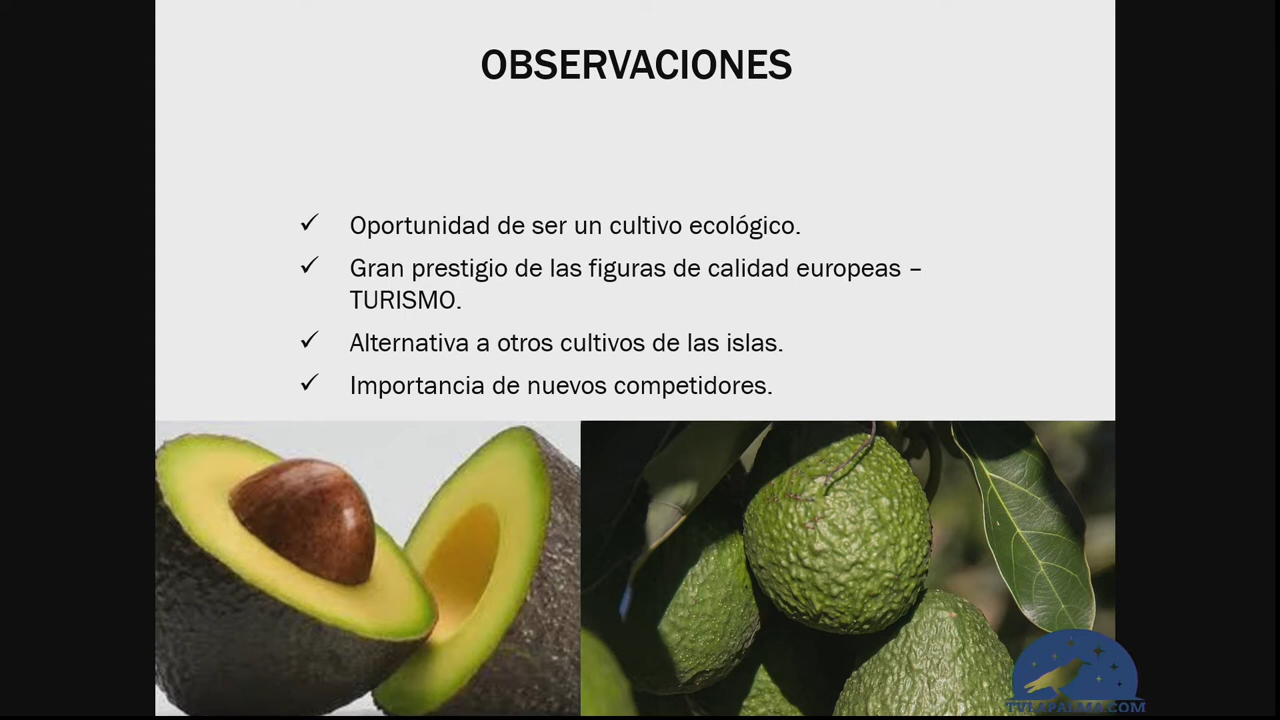 OBSERVACIONES
✓ Oportunidad de ser un cultivo ecológico.
✓ Gran prestigio de las figuras de calidad europeas –
TURISMO.
✓ Alternativa a otros cultivos de las islas.
✓ Importancia de nuevos competidores.
TVLAPALMA.COM